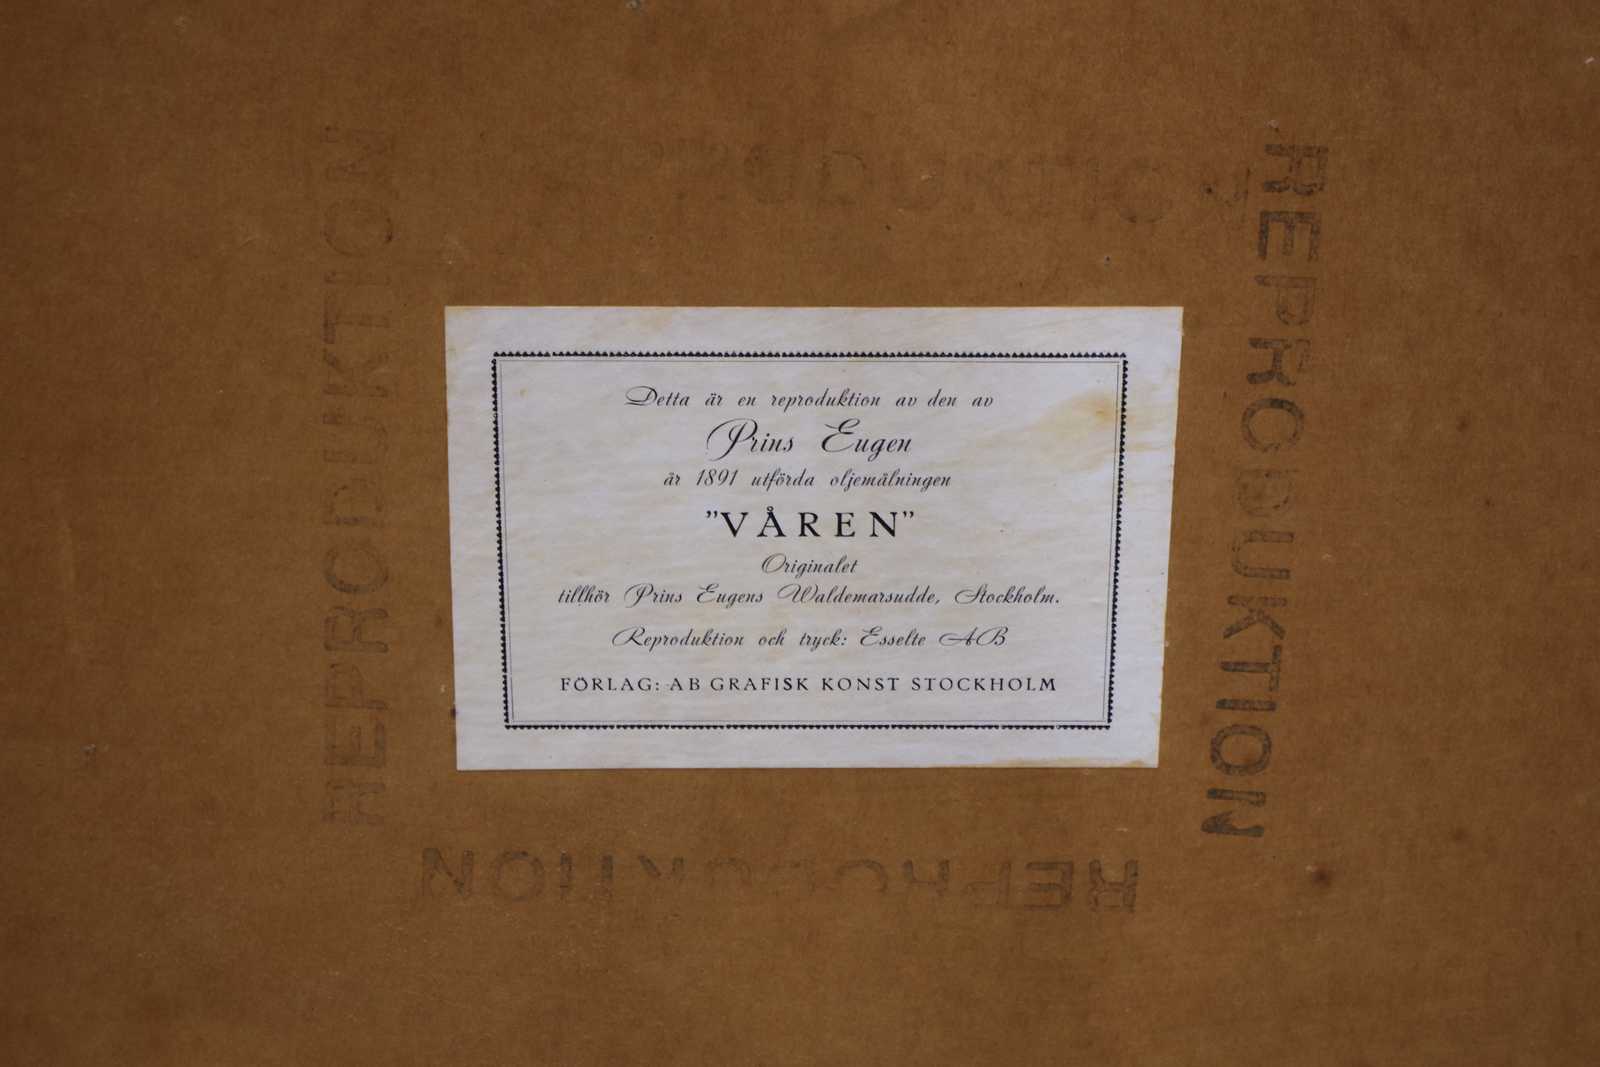 REPRODUKTION
Reproduktion
REPRODUKTION
Detta är en reproduktion av den av
Prins Eugen
år 1891 utförda oljemålningen
”VÅREN”
Originalet
tillhör Prins Eugens Waldemarsudde, Stockholm.
Reproduktion och tryck: Esselte AB
FÖRLAG: AB GRAFISK KONST STOCKHOLM
REPRODUKTION